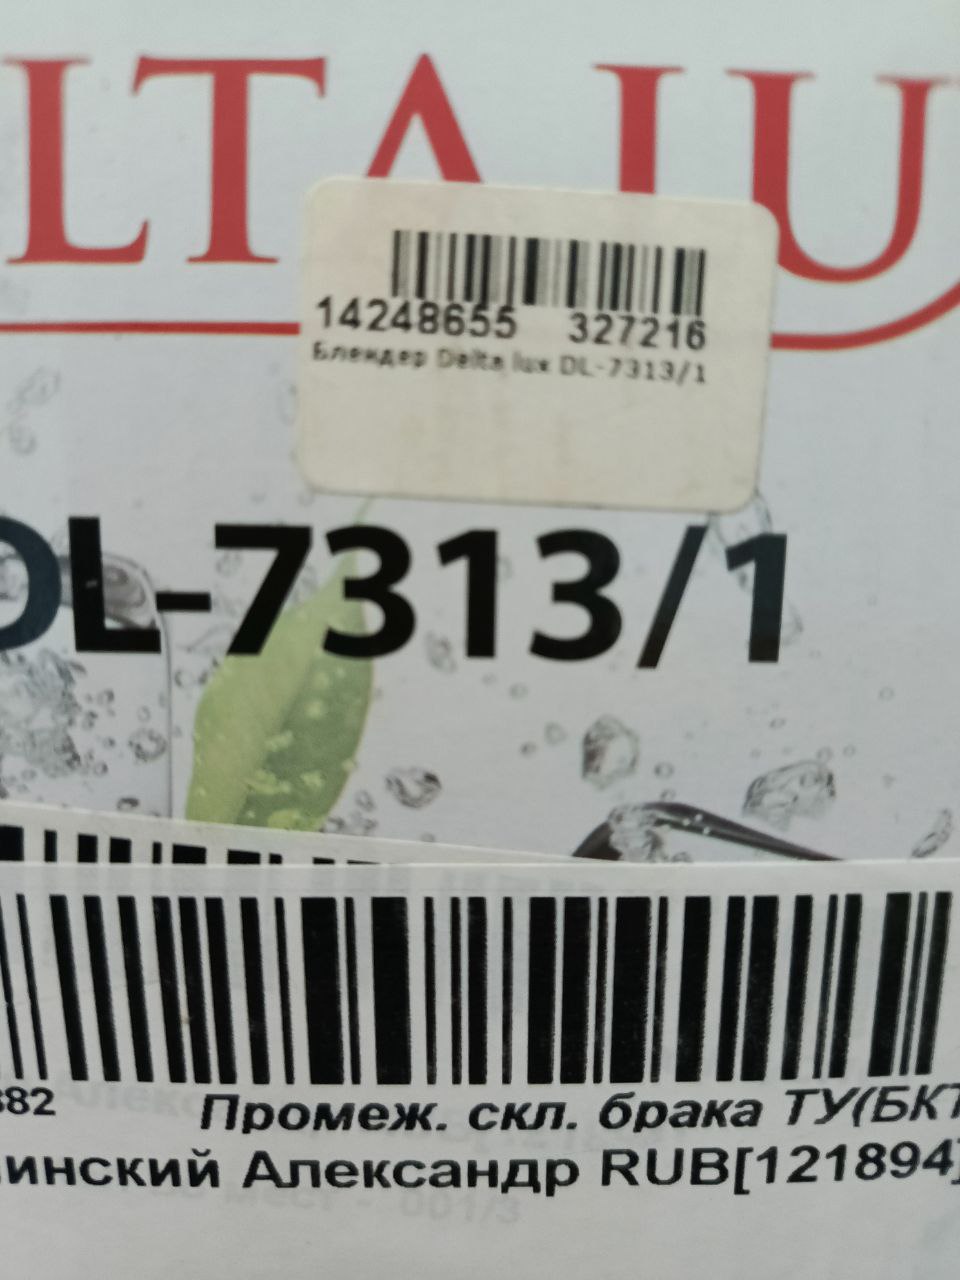 LTA LU
14248655 327216
Блендер Delta lux DL-7313/1
DL-7313/1
882 Промеж. скл. брака ТУ(БКТ
инский Александр RUB[121894]